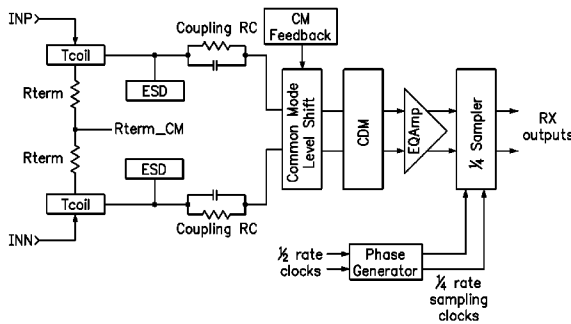 INP
Tcoil
Coupling RC
CM
Feedback
Rterm
ESD
Rterm_CM
Rterm
ESD
Tcoil
Coupling RC
INN
Common Mode
Level Shift
CDM
EQAmp
¼ Sampler
RX
outputs
½ rate
clocks
Phase
Generator
¼ rate
sampling
clocks